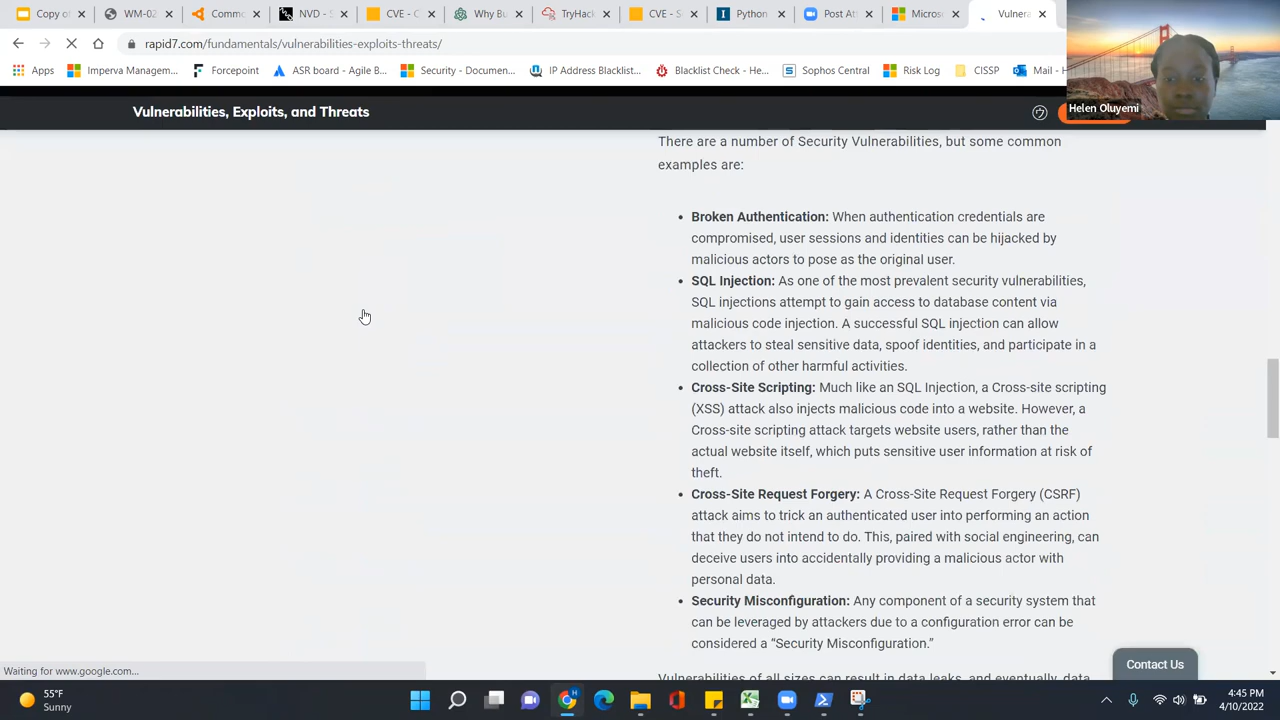 Copy of
WM-02
Commo
NVD - S
CVE - C
Why Bu
TryHac
CVE - S
Python
Post At
Micros
Vulnera
rapid7.com/fundamentals/vulnerabilities-exploits-threats/
Apps
Imperva Managem...
Forcepoint
ASR board - Agile B...
Security - Documen...
IP Address Blacklist...
Blacklist Check - He...
Sophos Central
Risk Log
CISSP
Mail - H
Helen Oluyemi
Vulnerabilities, Exploits, and Threats
There are a number of Security Vulnerabilities, but some common
examples are:
• Broken Authentication: When authentication credentials are
compromised, user sessions and identities can be hijacked by
malicious actors to pose as the original user.
• SQL Injection: As one of the most prevalent security vulnerabilities,
SQL injections attempt to gain access to database content via
malicious code injection. A successful SQL injection can allow
attackers to steal sensitive data, spoof identities, and participate in a
collection of other harmful activities.
• Cross-Site Scripting: Much like an SQL Injection, a Cross-site scripting
(XSS) attack also injects malicious code into a website. However, a
Cross-site scripting attack targets website users, rather than the
actual website itself, which puts sensitive user information at risk of
theft.
• Cross-Site Request Forgery: A Cross-Site Request Forgery (CSRF)
attack aims to trick an authenticated user into performing an action
that they do not intend to do. This, paired with social engineering, can
deceive users into accidentally providing a malicious actor with
personal data.
• Security Misconfiguration: Any component of a security system that
can be leveraged by attackers due to a configuration error can be
considered a “Security Misconfiguration.”
Vulnerabilities of all sizes can result in data leaks, and eventually, data
Contact Us
Waiting for www.google.com...
55°F
Sunny
4:45 PM
4/10/2022